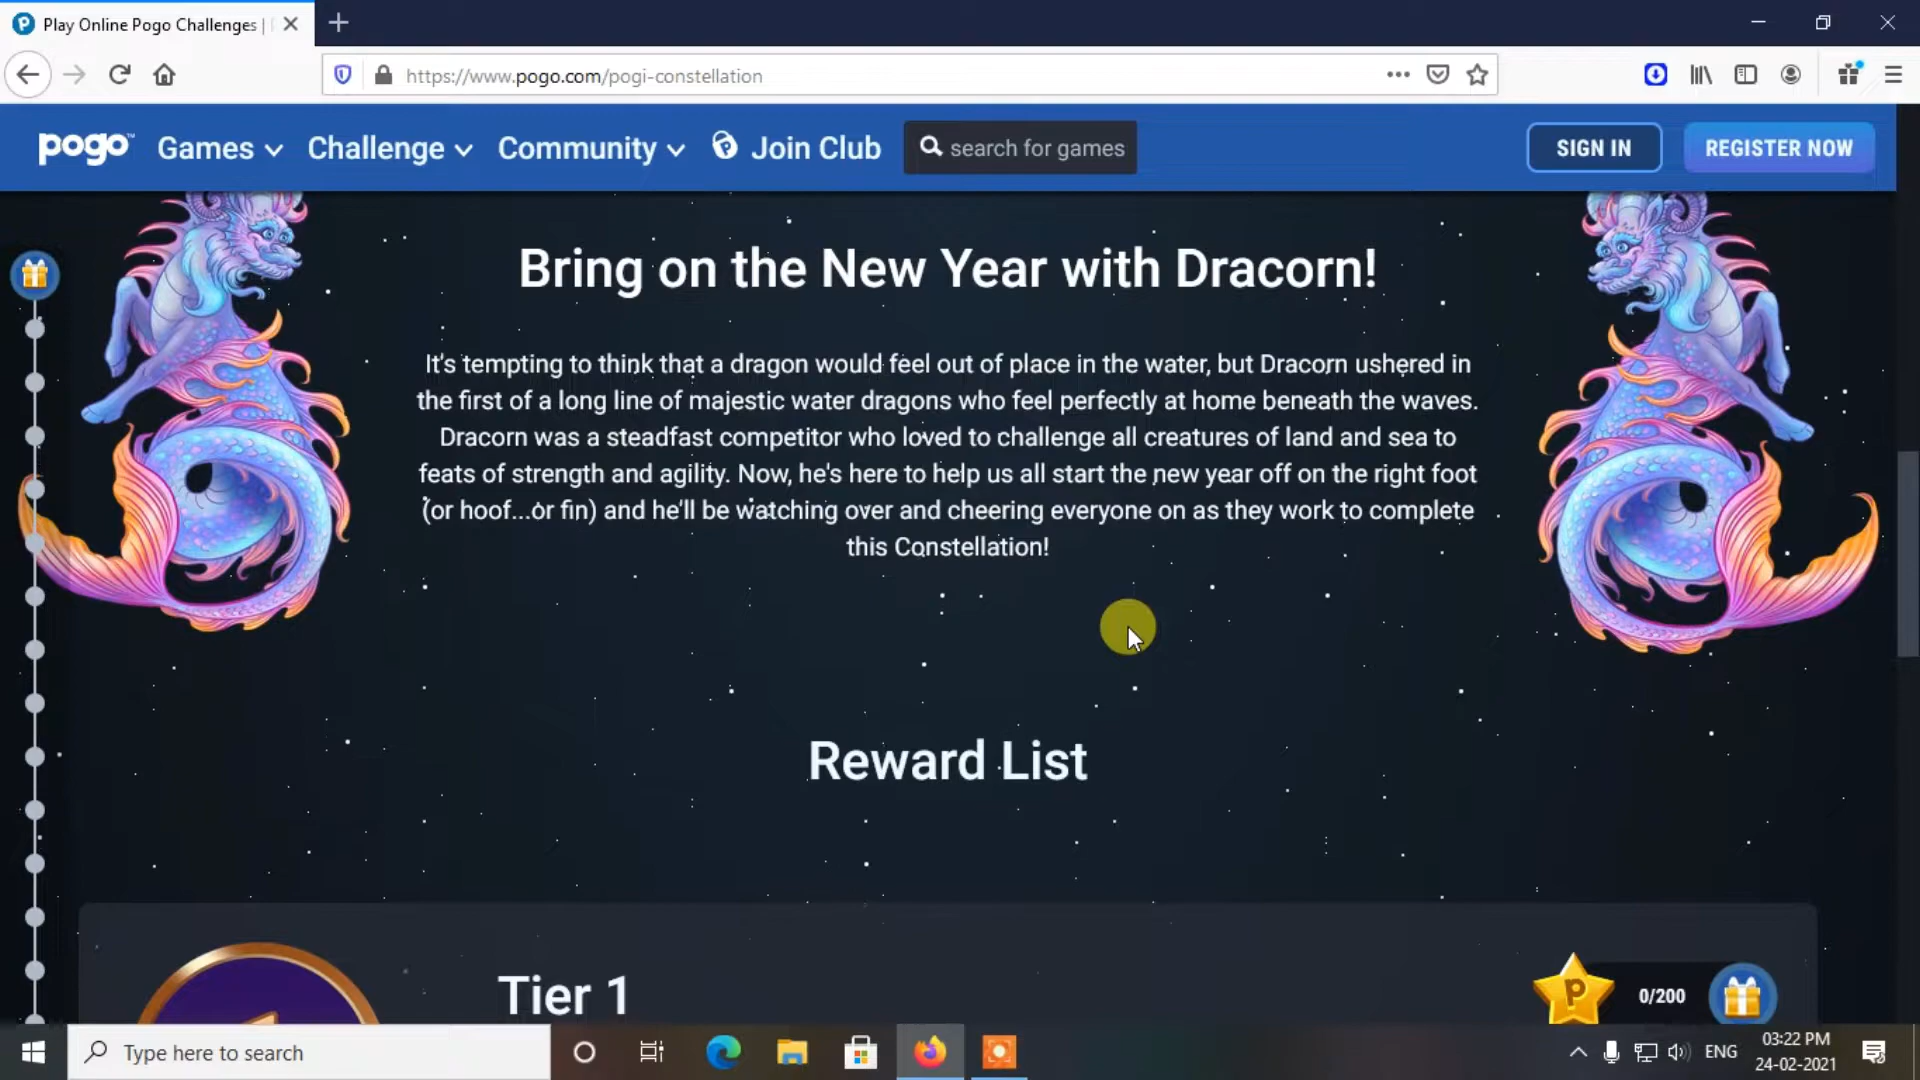 Play Online Pogo Challenges |
https://www.pogo.com/pogi-constellation
pogo™ Games Challenge Community Join Club search for games SIGN IN REGISTER NOW
Bring on the New Year with Dracorn!
It's tempting to think that a dragon would feel out of place in the water, but Dracorn ushered in
the first of a long line of majestic water dragons who feel perfectly at home beneath the waves.
Dracorn was a steadfast competitor who loved to challenge all creatures of land and sea to
feats of strength and agility. Now, he's here to help us all start the new year off on the right foot
(or hoof...or fin) and he'll be watching over and cheering everyone on as they work to complete
this Constellation!
Reward List
Tier 1
P
0/200
Type here to search
ENG
03:22 PM
24-02-2021